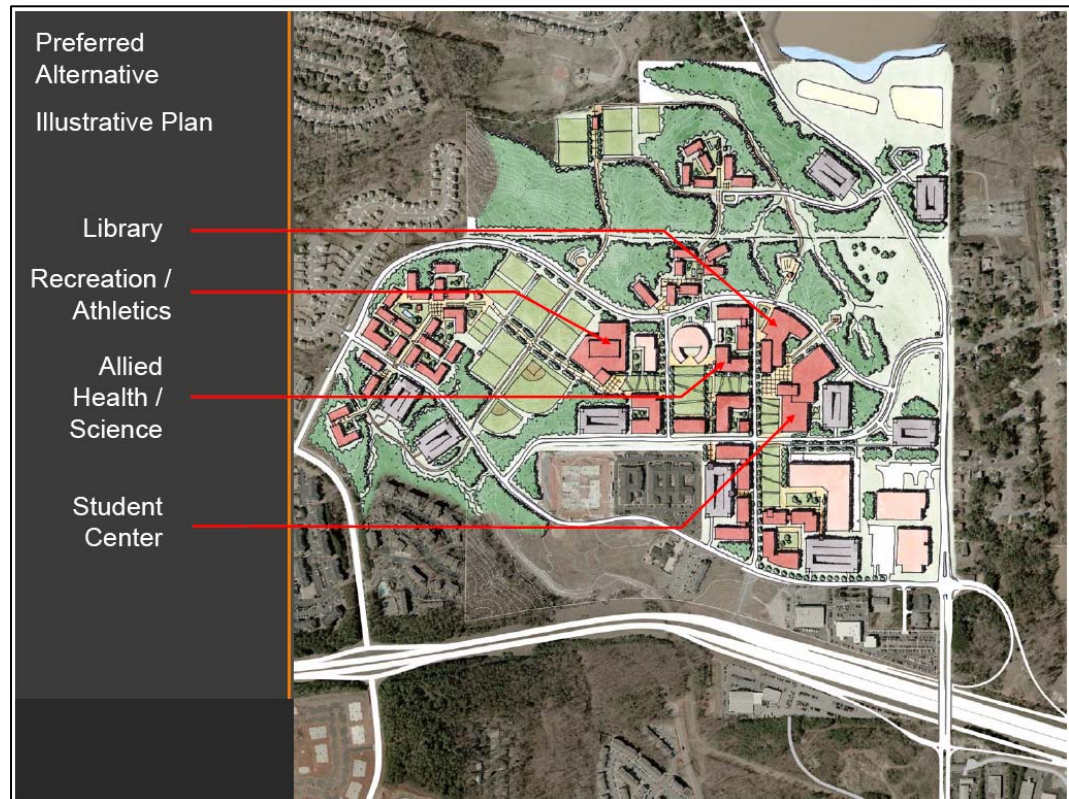 Preferred
Alternative
Illustrative Plan
Library
Recreation /
Athletics
Allied
Health /
Science
Student
Center